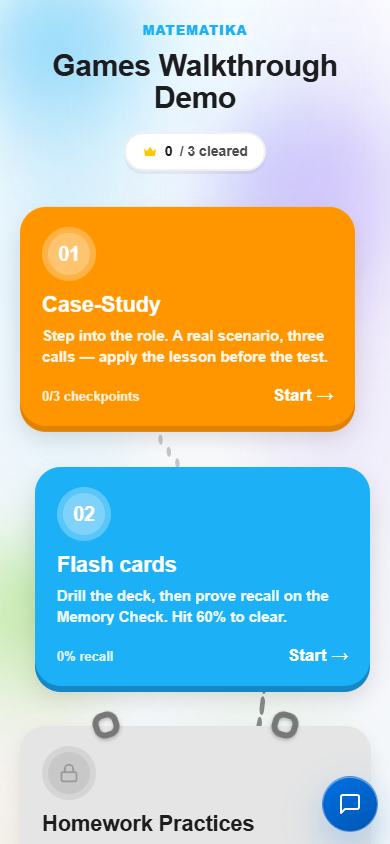 MATEMATIKA
Games Walkthrough
Demo
0 / 3 cleared
01
Case-Study
Step into the role. A real scenario, three
calls — apply the lesson before the test.
0/3 checkpoints Start →
02
Flash cards
Drill the deck, then prove recall on the
Memory Check. Hit 60% to clear.
0% recall Start →
Homework Practices